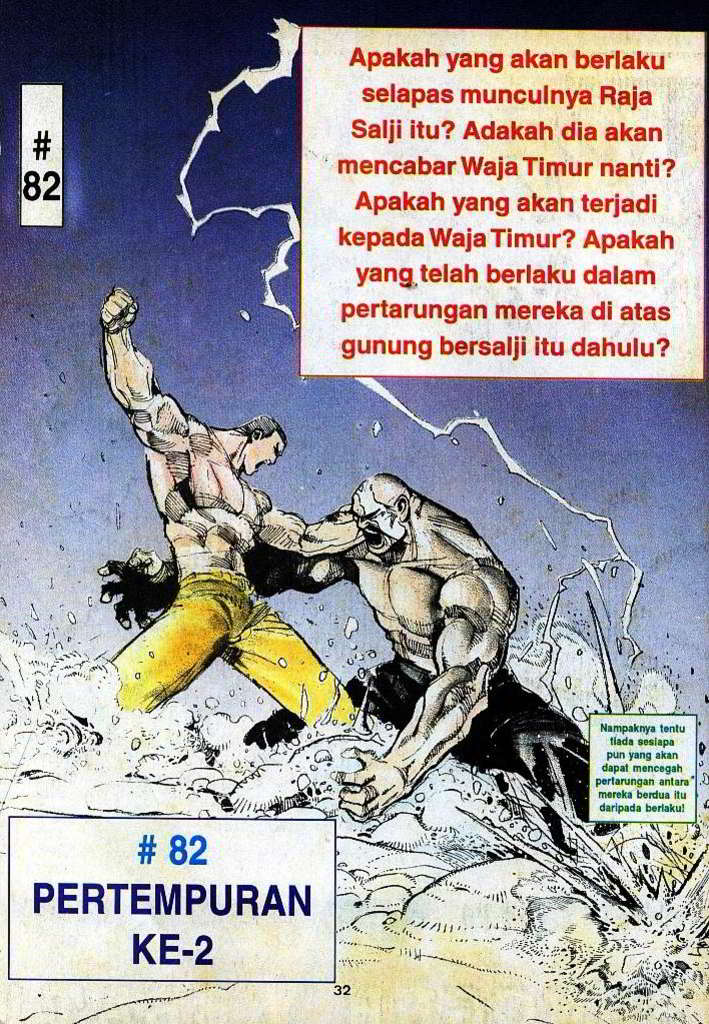 #
82
Apakah yang akan berlaku
selapas munculnya Raja
Salji itu? Adakah dia akan
mencabar Waja Timur nanti?
Apakah yang akan terjadi
kepada Waja Timur? Apakah
yang telah berlaku dalam
pertarungan mereka di atas
gunung bersalji itu dahulu?
Nampaknya tentu
tiada sesiapa
pun yang akan
dapat mencegah
pertarungan antara
mereka berdua itu
daripada berlaku!
# 82
PERTEMPURAN
KE-2
32